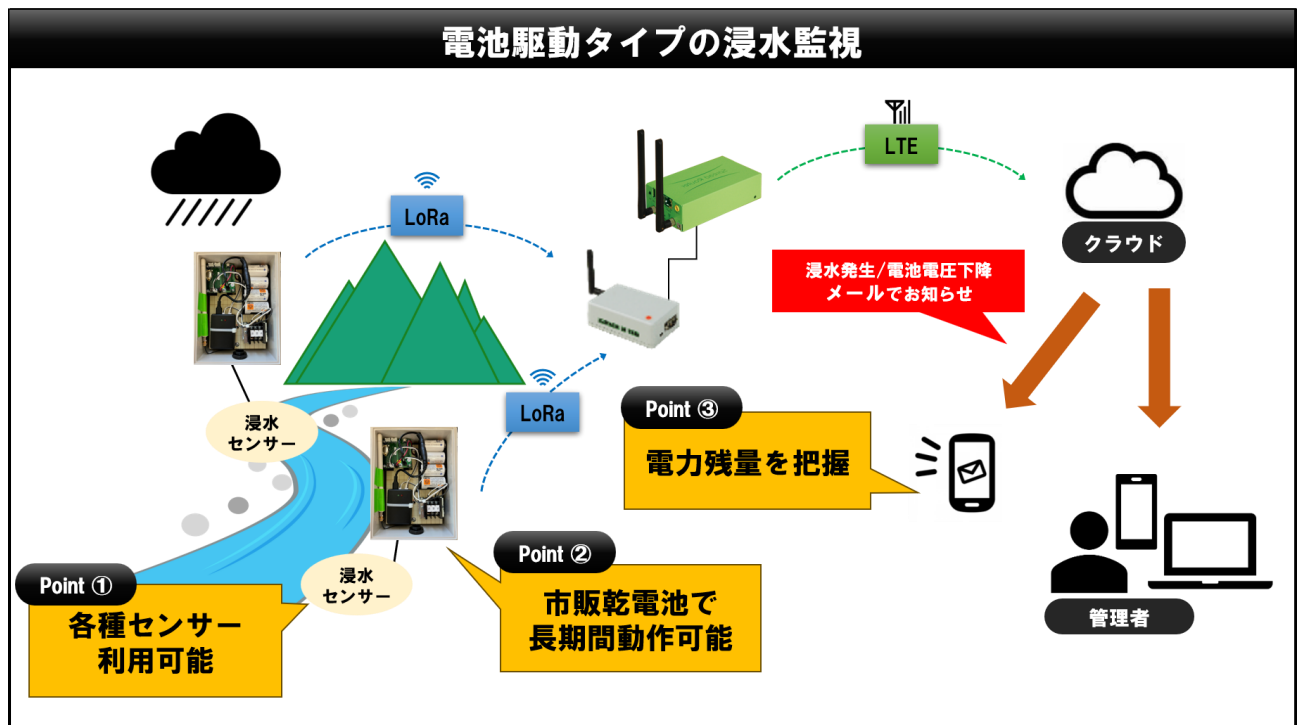 電池駆動タイプの浸水監視
LTE
LoRa
クラウド
浸水発生/電池電圧下降
メールでお知らせ
LoRa
浸水
センサー
Point ③
電力残量を把握
Point ②
市販乾電池で
長期間動作可能
浸水
センサー
Point ①
各種センサー
利用可能
管理者